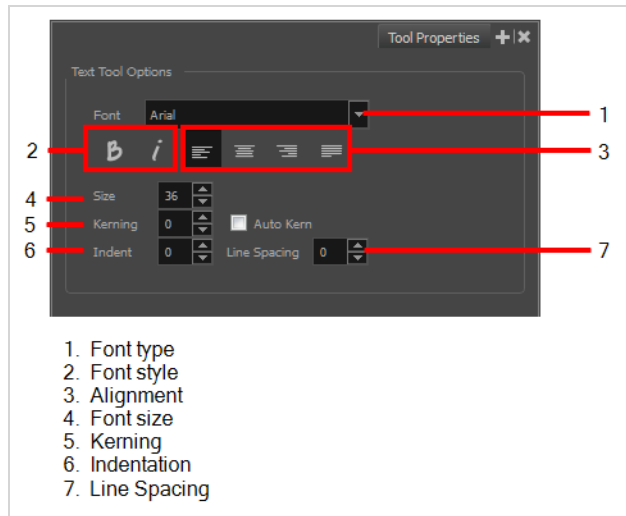 Tool Properties
Text Tool Options
Font Arial
1
2 B i
3
4 Size 36
5 Kerning 0 Auto Kern
6 Indent 0 Line Spacing 0 7
1. Font type
2. Font style
3. Alignment
4. Font size
5. Kerning
6. Indentation
7. Line Spacing